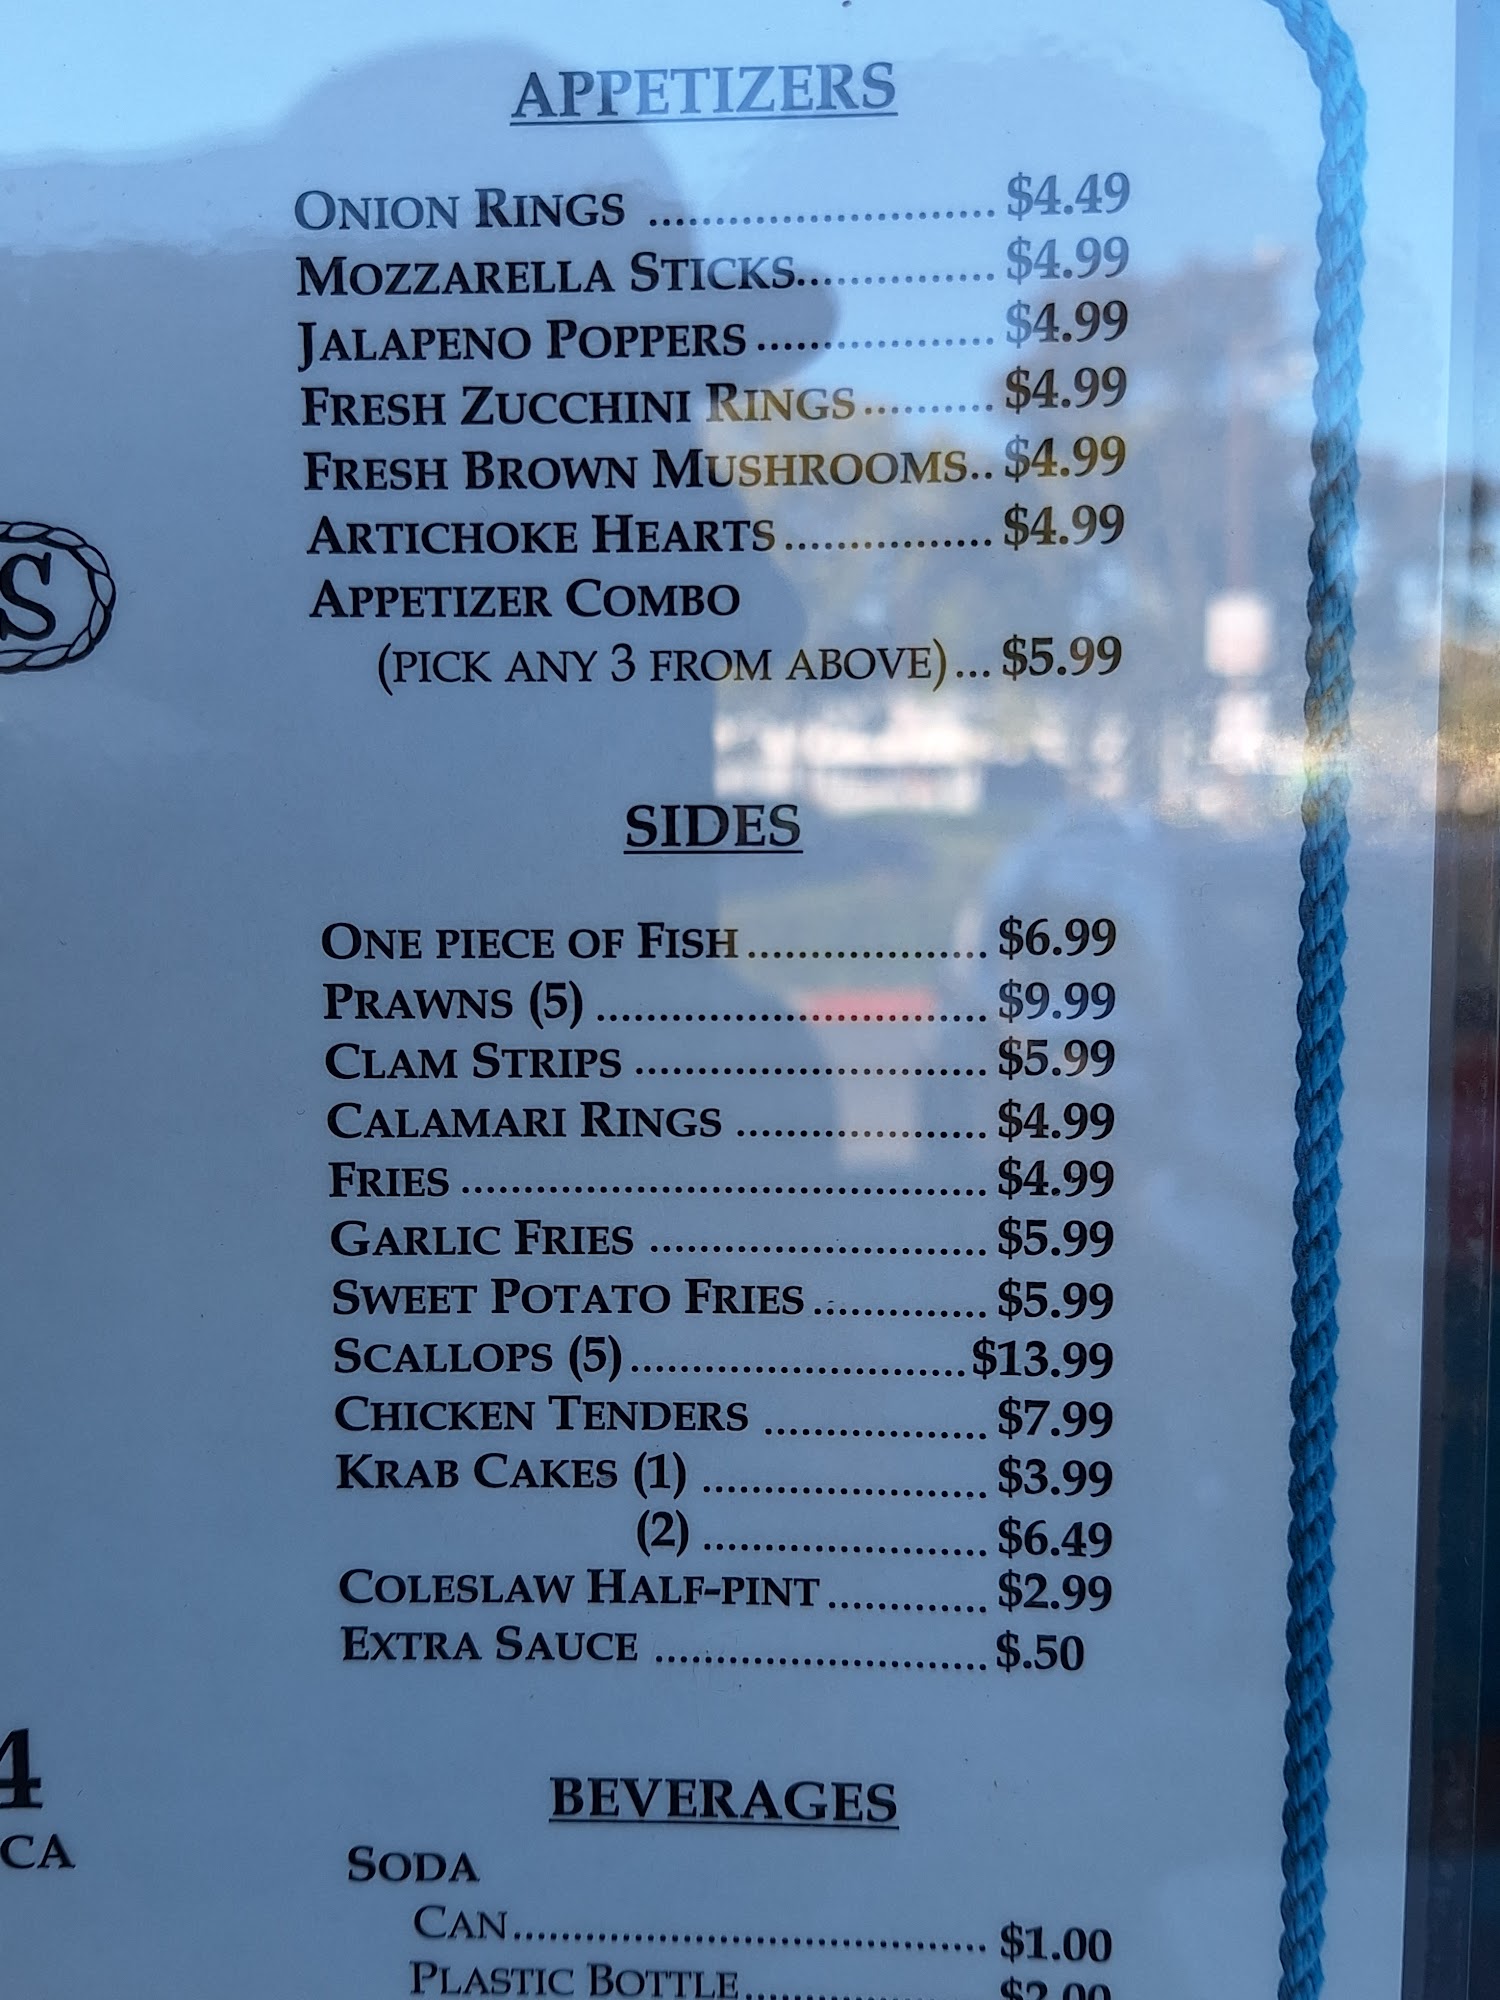 APPETIZERS
ONION RINGS .......................... $4.49
MOZZARELLA STICKS............... $4.99
JALAPENO POPPERS .................. $4.99
FRESH ZUCCHINI RINGS.......... $4.99
FRESH BROWN MUSHROOMS.. $4.99
ARTICHOKE HEARTS................ $4.99
APPETIZER COMBO
(PICK ANY 3 FROM ABOVE)... $5.99
S
SIDES
ONE PIECE OF FISH................... $6.99
PRAWNS (5) ............................... $9.99
CLAM STRIPS ............................ $5.99
CALAMARI RINGS .................... $4.99
FRIES .......................................... $4.99
GARLIC FRIES ........................... $5.99
SWEET POTATO FRIES.............. $5.99
SCALLOPS (5)...........................$13.99
CHICKEN TENDERS .................. $7.99
KRAB CAKES (1) ....................... $3.99
(2) ....................... $6.49
COLESLAW HALF-PINT............. $2.99
EXTRA SAUCE ........................... $.50
4
CA
BEVERAGES
SODA
CAN...................................... $1.00
PLASTIC BOTTLE.................... $2.00